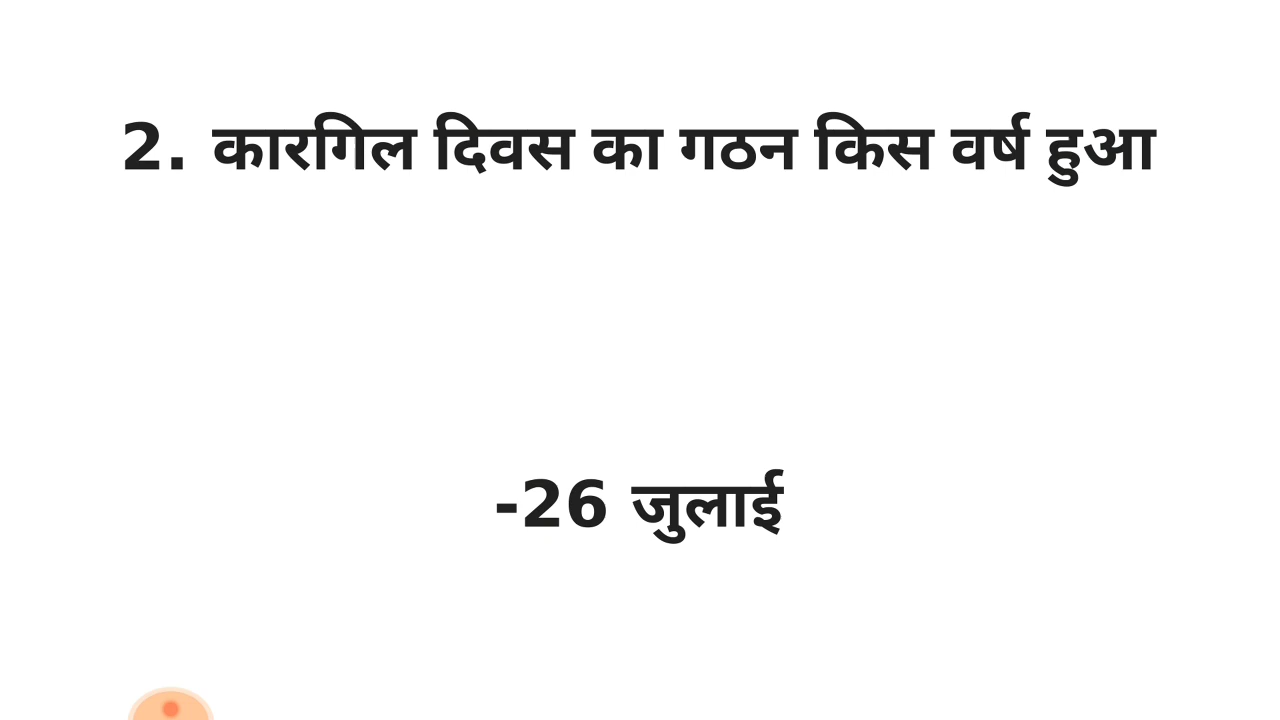 2. कारगिल दिवस का गठन किस वर्ष हुआ
-26 जुलाई